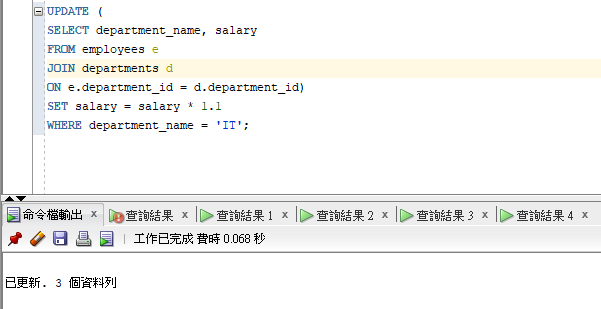 UPDATE (
SELECT department_name, salary
FROM employees e
JOIN departments d
ON e.department_id = d.department_id)
SET salary = salary * 1.1
WHERE department_name = 'IT';
命令檔輸出 x 查詢結果 x 查詢結果 1 x 查詢結果 2 x 查詢結果 3 x 查詢結果 4 x
工作已完成 費時 0.068 秒
已更新. 3 個資料列